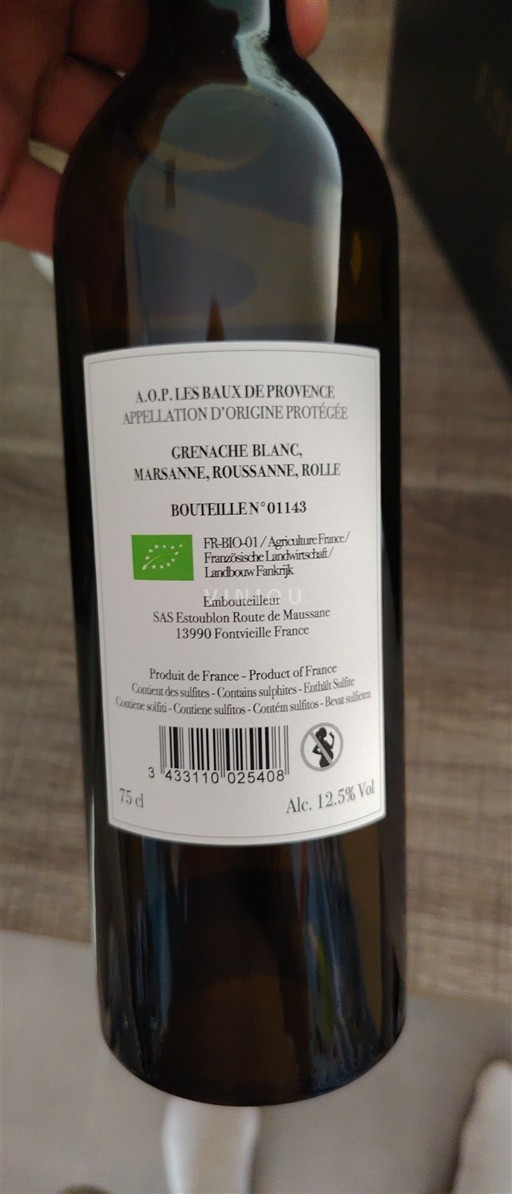 A.O.P. LES BAUX DE PROVENCE
APPELLATION D'ORIGINE PROTÉGÉE
GRENACHE BLANC,
MARSANNE, ROUSSANNE, ROLLE
BOUTEILLE N° 01143
FR-BIO-01 / Agriculture France /
Französische Landwirtschaft /
Landbouw Fankrijk
VINIOU
Embouteilleur
SAS Estoublon Route de Maussane
13990 Fontvieille France
Produit de France - Product of France
Contient des sulfites - Contains sulphites - Enthält Sulfite
Contiene solfiti - Contiene sulfitos - Contém sulfitos - Bevat sulfieten
3 433110 025408
75 cl
Alc. 12.5% Vol